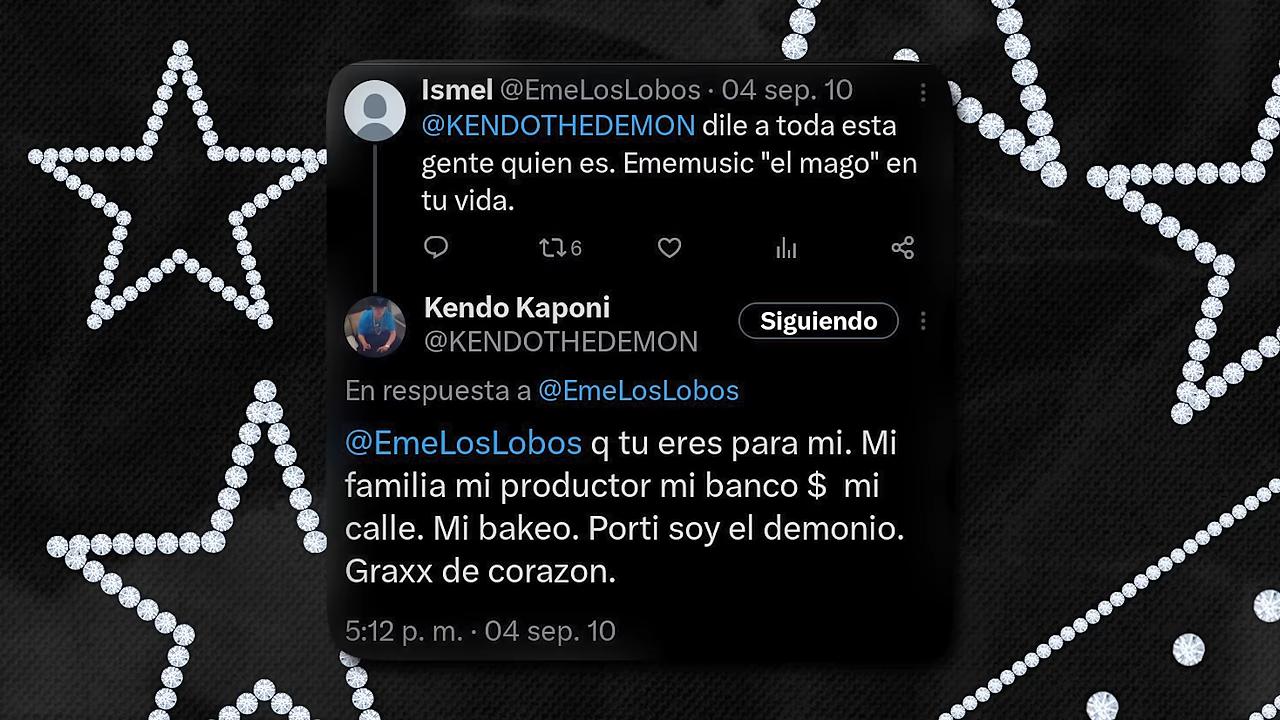 Ismel @EmeLosLobos · 04 sep. 10
@KENDOTHEDEMON dile a toda esta
gente quien es. Ememusic "el mago" en
tu vida.
6
Kendo Kaponi
Siguiendo
@KENDOTHEDEMON
En respuesta a @EmeLosLobos
@EmeLosLobos q tu eres para mi. Mi
familia mi productor mi banco $  mi
calle. Mi bakeo. Porti soy el demonio.
Graxx de corazon.
5:12 p. m. · 04 sep. 10